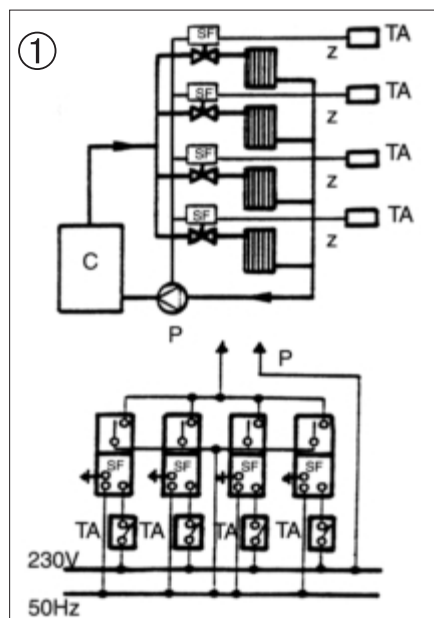 ①
SF
TA
z
SF
TA
z
SF
TA
z
SF
TA
z
C
P
P
SF SF SF SF
TA TA TA TA
230V
50Hz